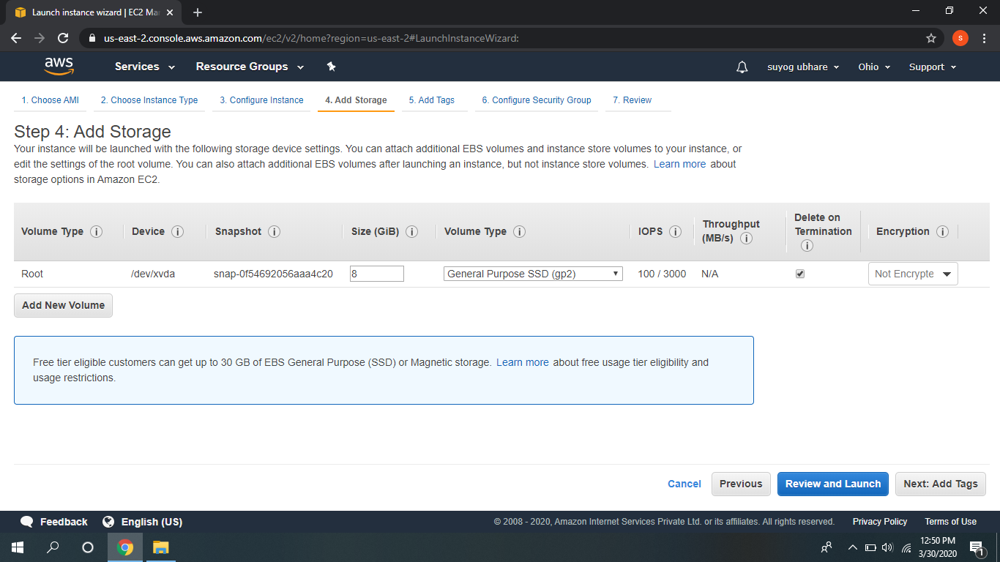 Launch instance wizard | EC2 Ma
us-east-2.console.aws.amazon.com/ec2/v2/home?region=us-east-2#LaunchInstanceWizard:
S
aws Services Resource Groups suyog ubhare Ohio Support
1. Choose AMI 2. Choose Instance Type 3. Configure Instance 4. Add Storage 5. Add Tags 6. Configure Security Group 7. Review
Step 4: Add Storage
Your instance will be launched with the following storage device settings. You can attach additional EBS volumes and instance store volumes to your instance, or
edit the settings of the root volume. You can also attach additional EBS volumes after launching an instance, but not instance store volumes. Learn more about
storage options in Amazon EC2.
Volume Type i Device i Snapshot i Size (GiB) i Volume Type i IOPS i Throughput (MB/s) i Delete on Termination i Encryption i
Root /dev/xvda snap-0f54692056aaa4c20 8 General Purpose SSD (gp2) 100 / 3000 N/A Not Encrypte
Add New Volume
Free tier eligible customers can get up to 30 GB of EBS General Purpose (SSD) or Magnetic storage. Learn more about free usage tier eligibility and
usage restrictions.
Cancel Previous Review and Launch Next: Add Tags
Feedback English (US) © 2008 - 2020, Amazon Internet Services Private Ltd. or its affiliates. All rights reserved. Privacy Policy Terms of Use
12:50 PM
3/30/2020
1